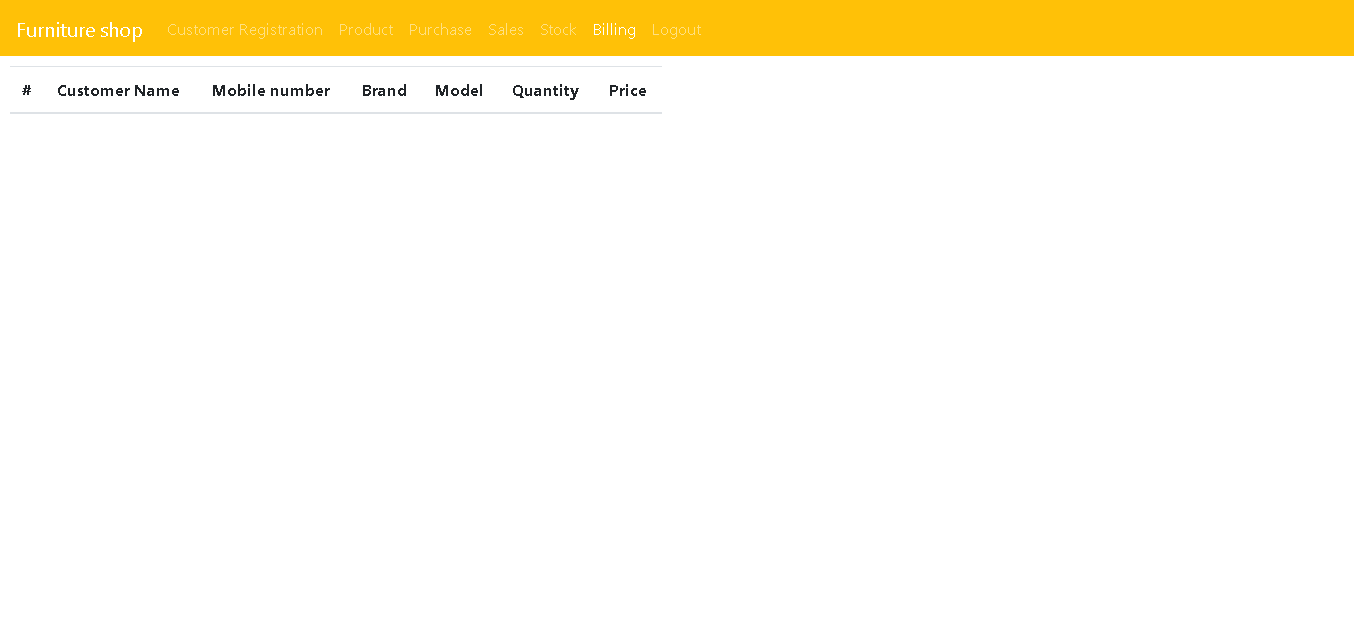 Furniture shop Customer Registration Product Purchase Sales Stock Billing Logout
# Customer Name Mobile number Brand Model Quantity Price